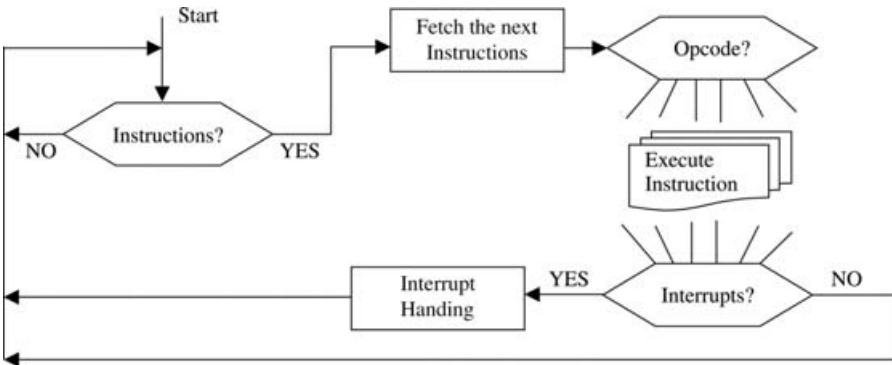 Start
Fetch the next
Instructions
Opcode?
Instructions?
NO
YES
Execute
Instruction
Interrupt
Handing
YES
Interrupts?
NO